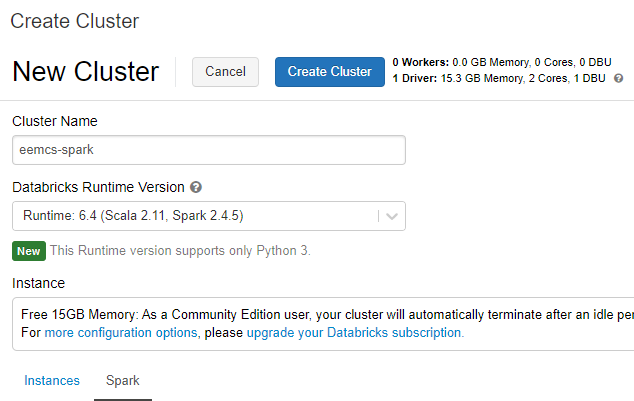 Create Cluster
New Cluster
Cancel
Create Cluster
0 Workers: 0.0 GB Memory, 0 Cores, 0 DBU
1 Driver: 15.3 GB Memory, 2 Cores, 1 DBU ?
Cluster Name
eemcs-spark
Databricks Runtime Version ?
Runtime: 6.4 (Scala 2.11, Spark 2.4.5)
New This Runtime version supports only Python 3.
Instance
Free 15GB Memory: As a Community Edition user, your cluster will automatically terminate after an idle
For more configuration options, please upgrade your Databricks subscription.
Instances Spark